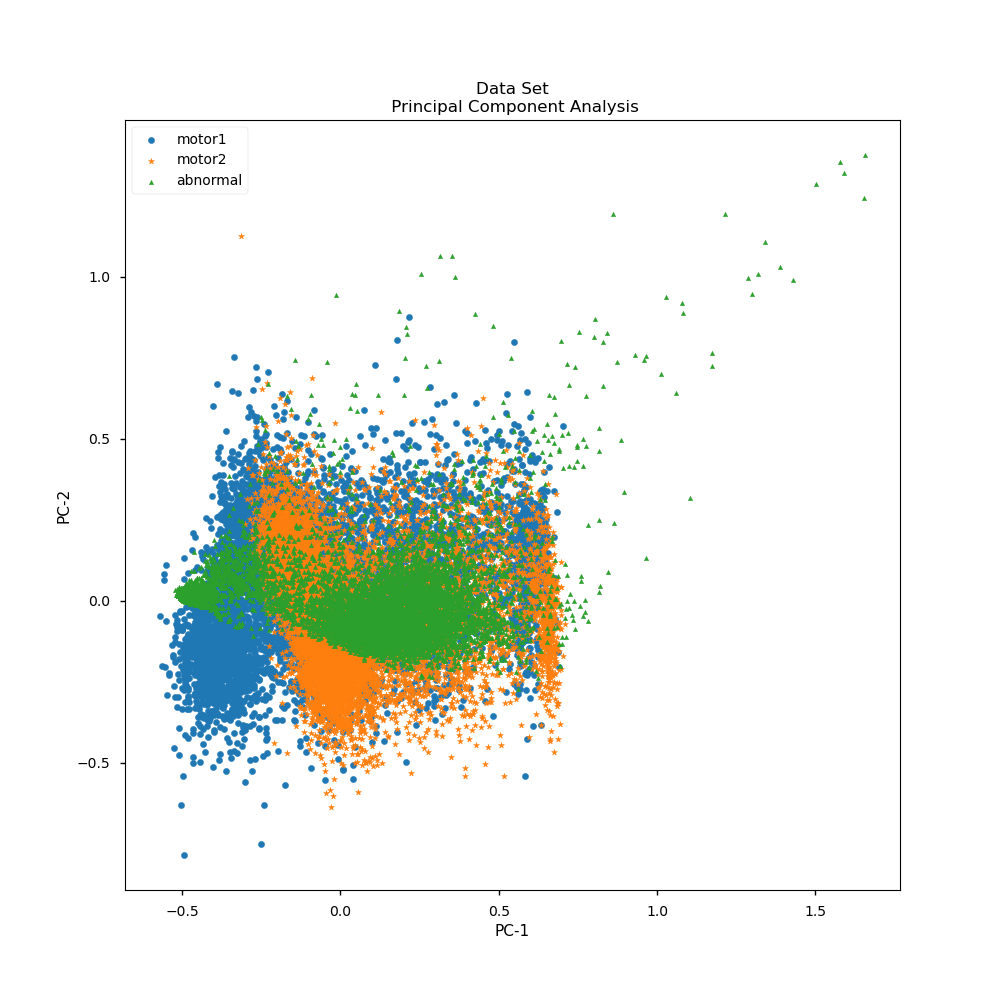 Data Set
Principal Component Analysis
motor1
motor2
abnormal
PC-2
1.0
0.5
0.0
−0.5
−0.5
0.0
0.5
1.0
1.5
PC-1